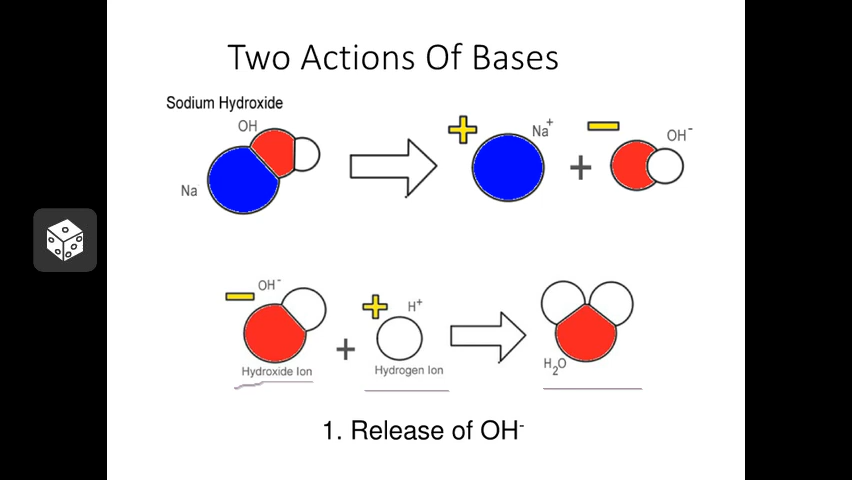 Two Actions Of Bases
Sodium Hydroxide
OH
Na
Na+
+
OH-
OH-
+
H+
Hydroxide Ion
Hydrogen Ion
H2O
1. Release of OH-